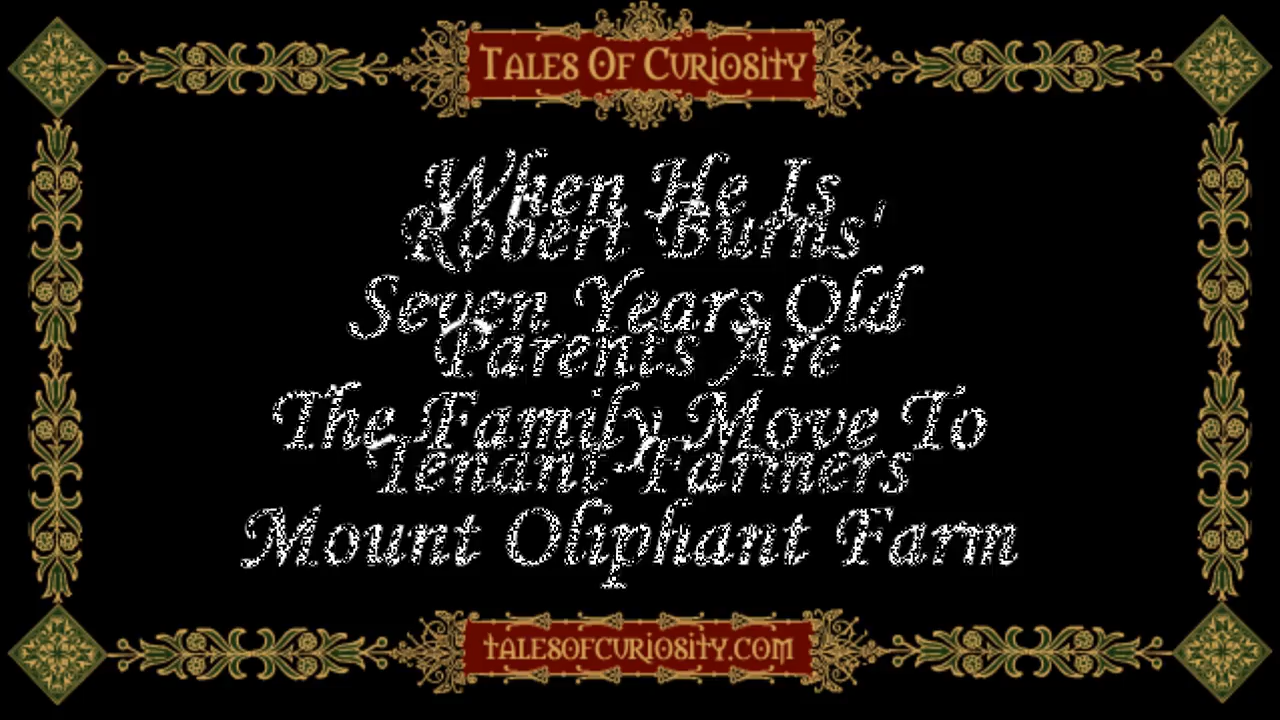 Tales Of Curiosity
When He Is
Robert Burns'
Seven Years Old
Parents Are
The Family Move To
Tenant Farmers
Mount Oliphant Farm
talesofcuriosity.com